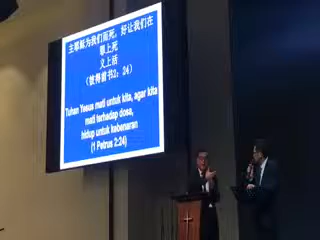 主耶稣为我们而死，好让我们在
罪上死
义上活
（彼得前书2：24）
Tuhan Yesus mati untuk kita, agar kita
mati terhadap dosa,
hidup untuk kebenaran
(1 Petrus 2:24)